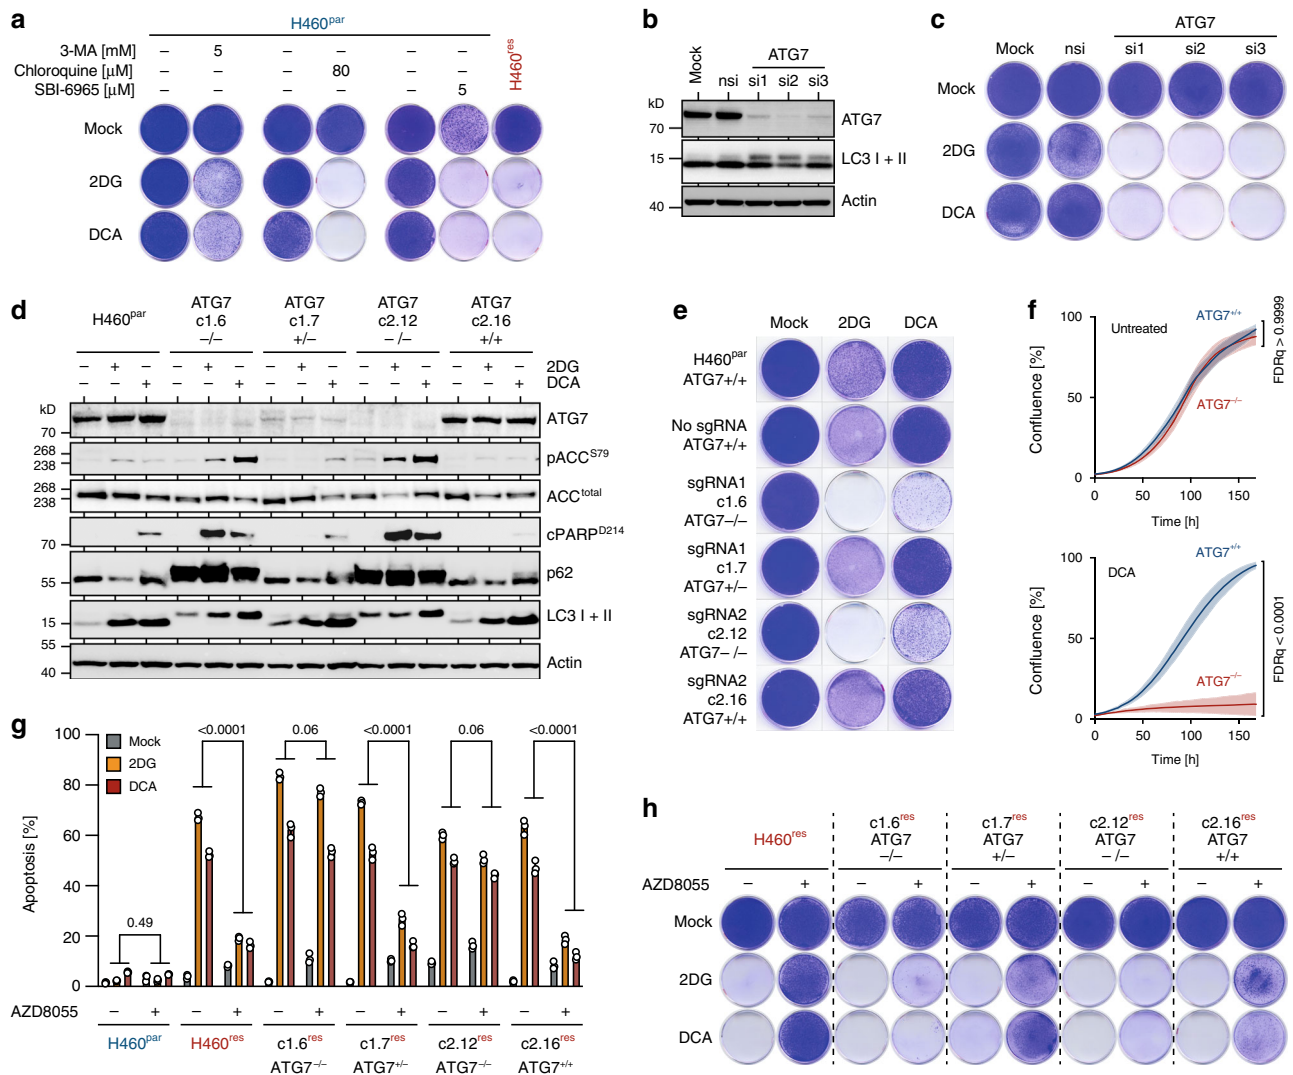 a
H460par
3-MA [mM] – 5 – – – –
Chloroquine [µM] – – – 80 – –
SBI-6965 [µM] – – – – – 5
H460res
Mock
2DG
DCA
b
Mock
ATG7
nsi si1 si2 si3
kD
70
ATG7
15
LC3 I + II
40
Actin
c
ATG7
Mock nsi si1 si2 si3
Mock
2DG
DCA
d
H460par
ATG7 c1.6 –/–
ATG7 c1.7 +/–
ATG7 c2.12 – /–
ATG7 c2.16 +/+
– + – – + – – + – – + – – + – 2DG
– – + – – + – – + – – + – – + DCA
kD
70
ATG7
268
238
pACCS79
268
238
ACCtotal
70
cPARPD214
55
p62
15
LC3 I + II
55
40
Actin
e
Mock 2DG DCA
H460par
ATG7+/+
No sgRNA
ATG7+/+
sgRNA1
c1.6
ATG7–/–
sgRNA1
c1.7
ATG7+/–
sgRNA2
c2.12
ATG7– /–
sgRNA2
c2.16
ATG7+/+
f
100
50
0
Confluence [%]
Untreated
ATG7+/+
ATG7–/–
FDRq > 0.9999
0 50 100 150
Time [h]
100
50
0
Confluence [%]
DCA
ATG7+/+
ATG7–/–
FDRq < 0.0001
0 50 100 150
Time [h]
g
100
80
60
40
20
0
Apoptosis [%]
Mock
2DG
DCA
0.49
<0.0001
0.06
<0.0001
0.06
<0.0001
AZD8055 – + – + – + – + – + – +
H460par
H460res
c1.6res
ATG7–/–
c1.7res
ATG7+/–
c2.12res
ATG7–/–
c2.16res
ATG7+/+
h
H460res
c1.6res
ATG7
–/–
c1.7res
ATG7
+/–
c2.12res
ATG7
– /–
c2.16res
ATG7
+/+
AZD8055 – + – + – + – + – +
Mock
2DG
DCA